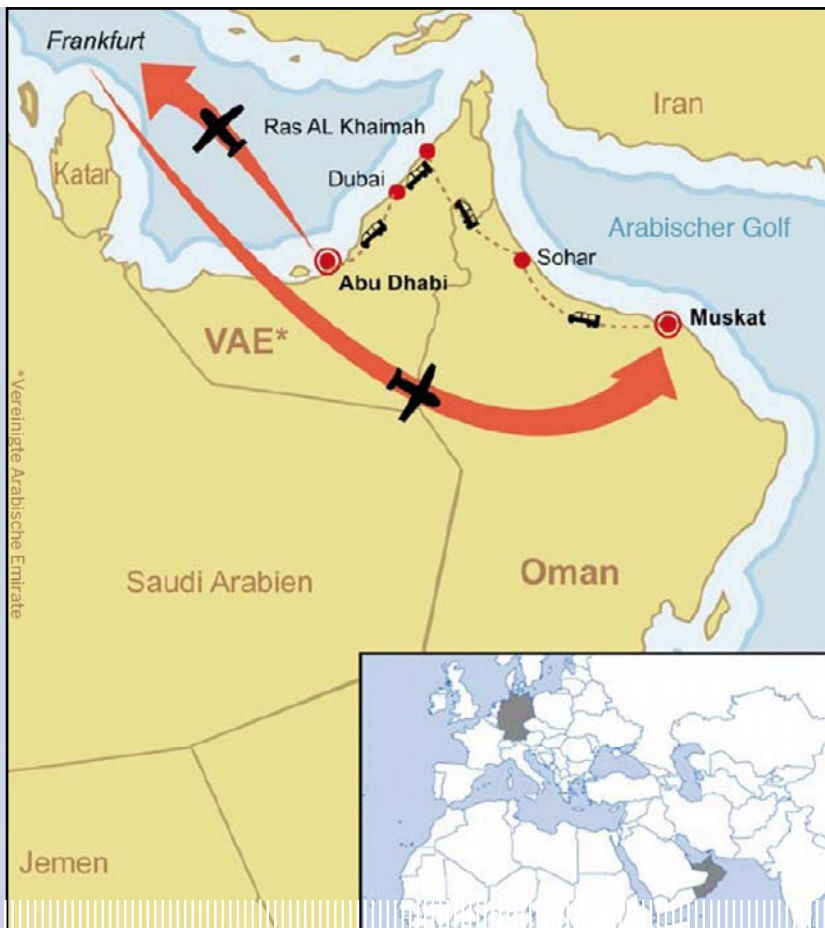 Frankfurt
Iran
Ras AL Khaimah
Katar
Dubai
Arabischer Golf
Sohar
Abu Dhabi
Muskat
VAE*
*Vereinigte Arabische Emirate
Saudi Arabien
Oman
Jemen